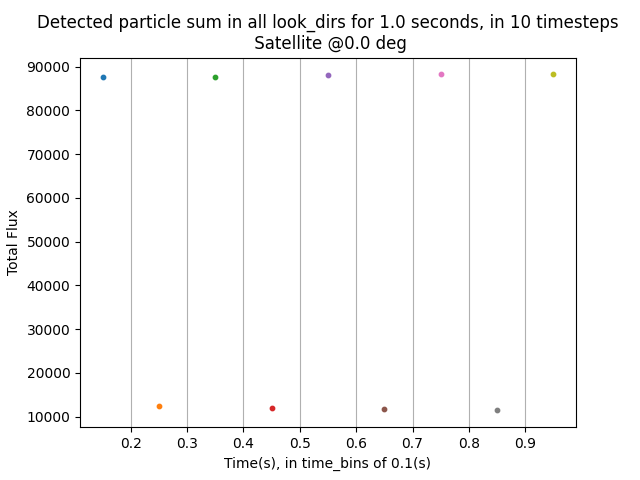 Detected particle sum in all look_dirs for 1.0 seconds, in 10 timesteps
Satellite @0.0 deg
90000
80000
70000
60000
50000
40000
30000
20000
10000
Total Flux
0.2 0.3 0.4 0.5 0.6 0.7 0.8 0.9
Time(s), in time_bins of 0.1(s)